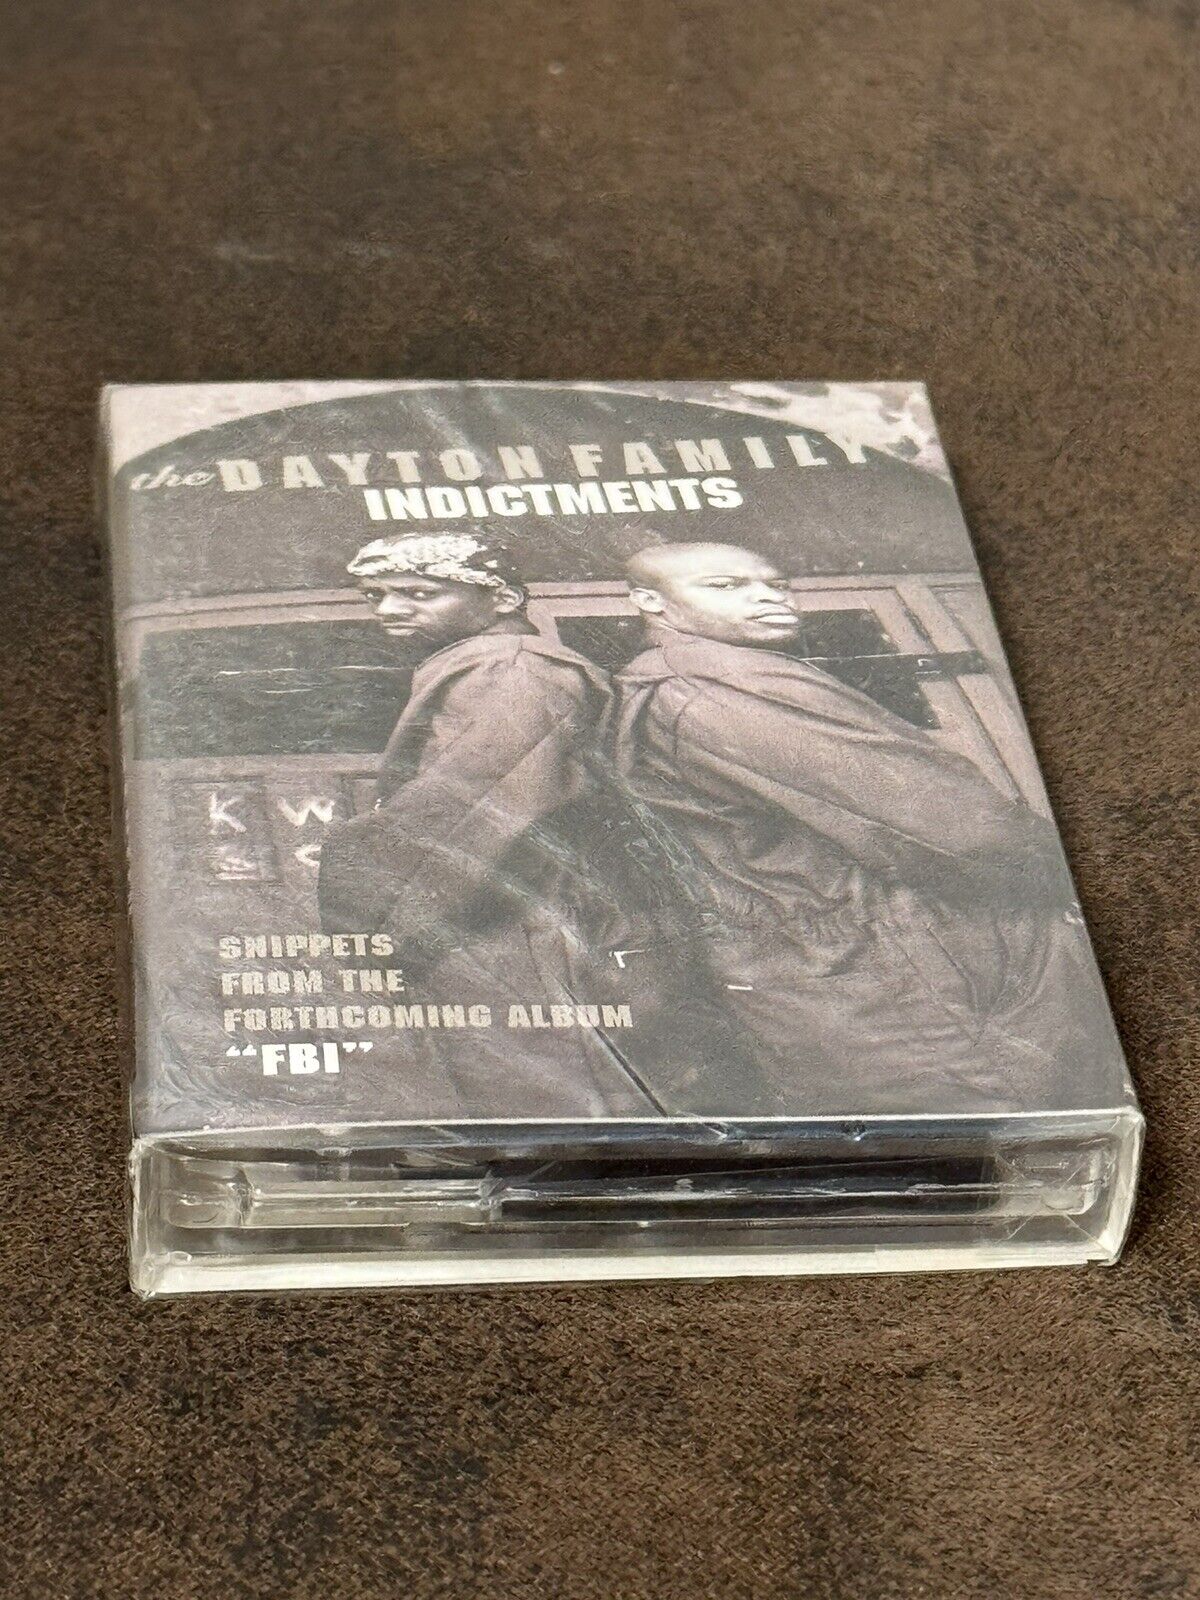 the DAYTON FAMILY
INDICTMENTS
K W
SNIPPETS
FROM THE
FORTHCOMING ALBUM
"FBI"